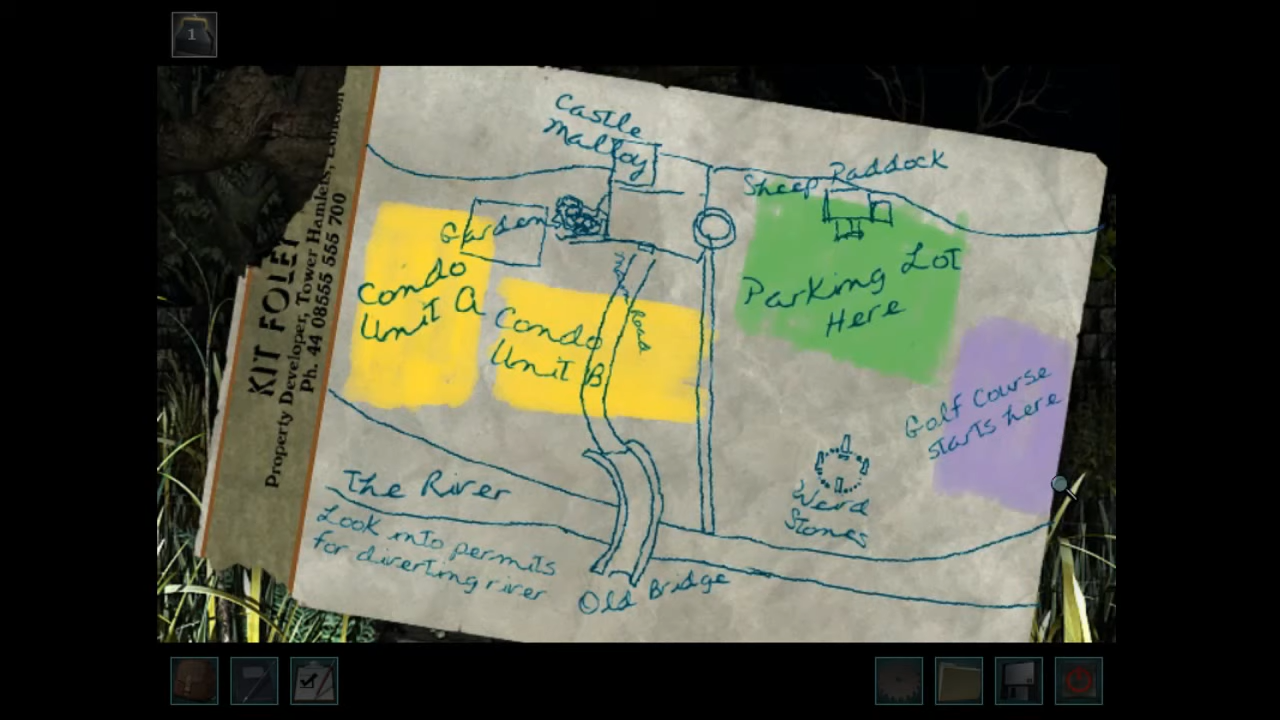 1
KIT FOLEY
Property Developer, Tower Hamlets, London
Ph. 44 08555 555 700
Castle
Malloy
Sheep Paddock
Garden
Condo
Unit A
Condo
Unit B
Road
Parking Lot
Here
Golf Course
starts here
Weird
Stones
The River
Look into permits
for diverting river
Old Bridge